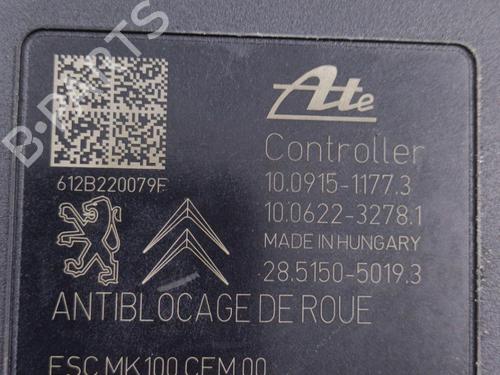 B-PARTS
Ate
Controller
612B220079F
10.0915-1177.3
10.0622-3278.1
MADE IN HUNGARY
28.5150-5019.3
ANTIBLOCAGE DE ROUE
ESC MK100 CEM 00